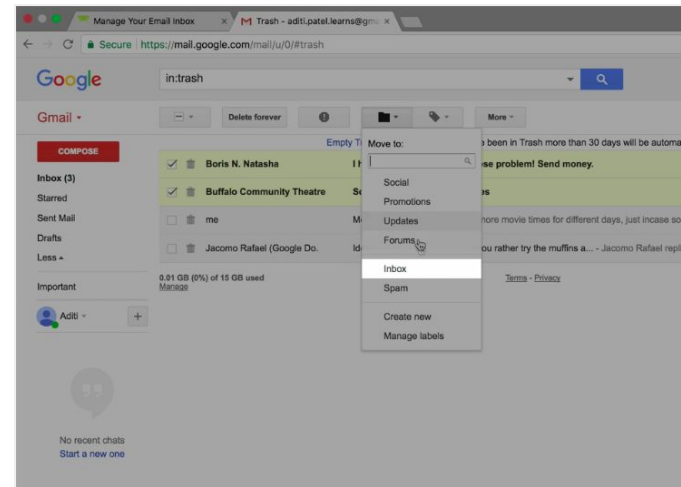 Manage Your Email Inbox
Trash - aditi.patel.learns@gma
Secure https://mail.google.com/mail/u/0/#trash
Google
in:trash
Gmail
Delete forever
More
COMPOSE
Inbox (3)
Starred
Sent Mail
Drafts
Less
Important
Aditi
Empty
Move to:
been in Trash more than 30 days will be automa
Boris N. Natasha
problem! Send money.
Buffalo Community Theatre
me
more movie times for different days, just incase so
Jacomo Rafael (Google Do.
you rather try the muffins a... - Jacomo Rafael repl
Social
Promotions
Updates
Forums
Inbox
Spam
Create new
Manage labels
0.01 GB (0%) of 15 GB used
Manage
Terms - Privacy
No recent chats
Start a new one